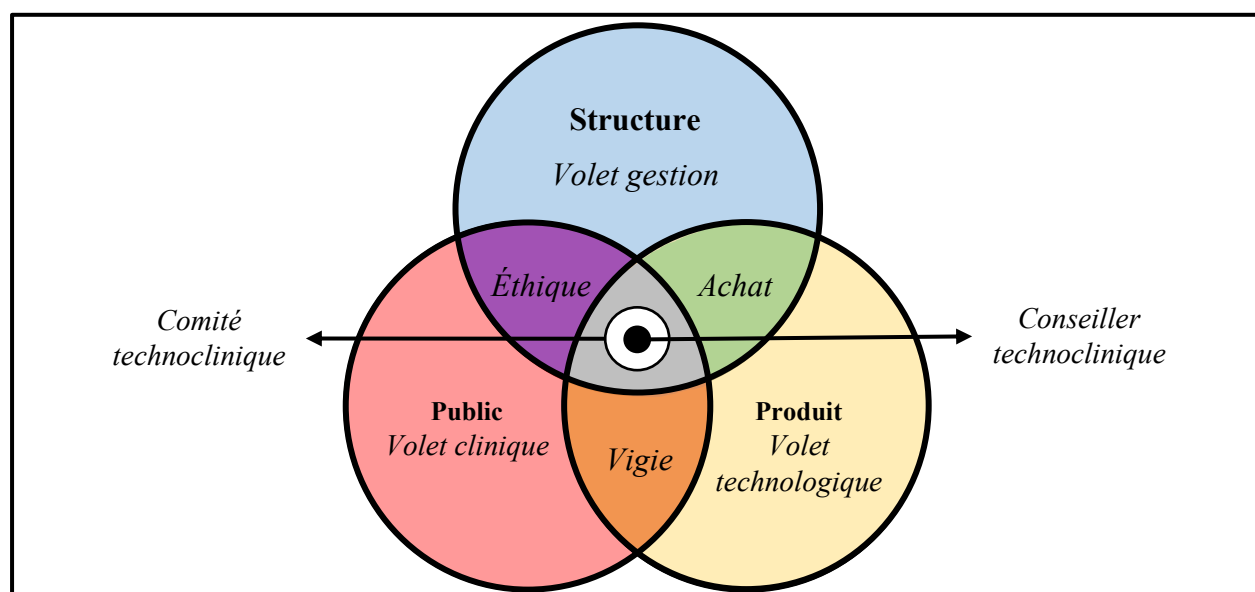 Structure
Volet gestion
Éthique
Achat
Comité
technoclinique
Conseiller
technoclinique
Public
Volet clinique
Vigie
Produit
Volet
technologique